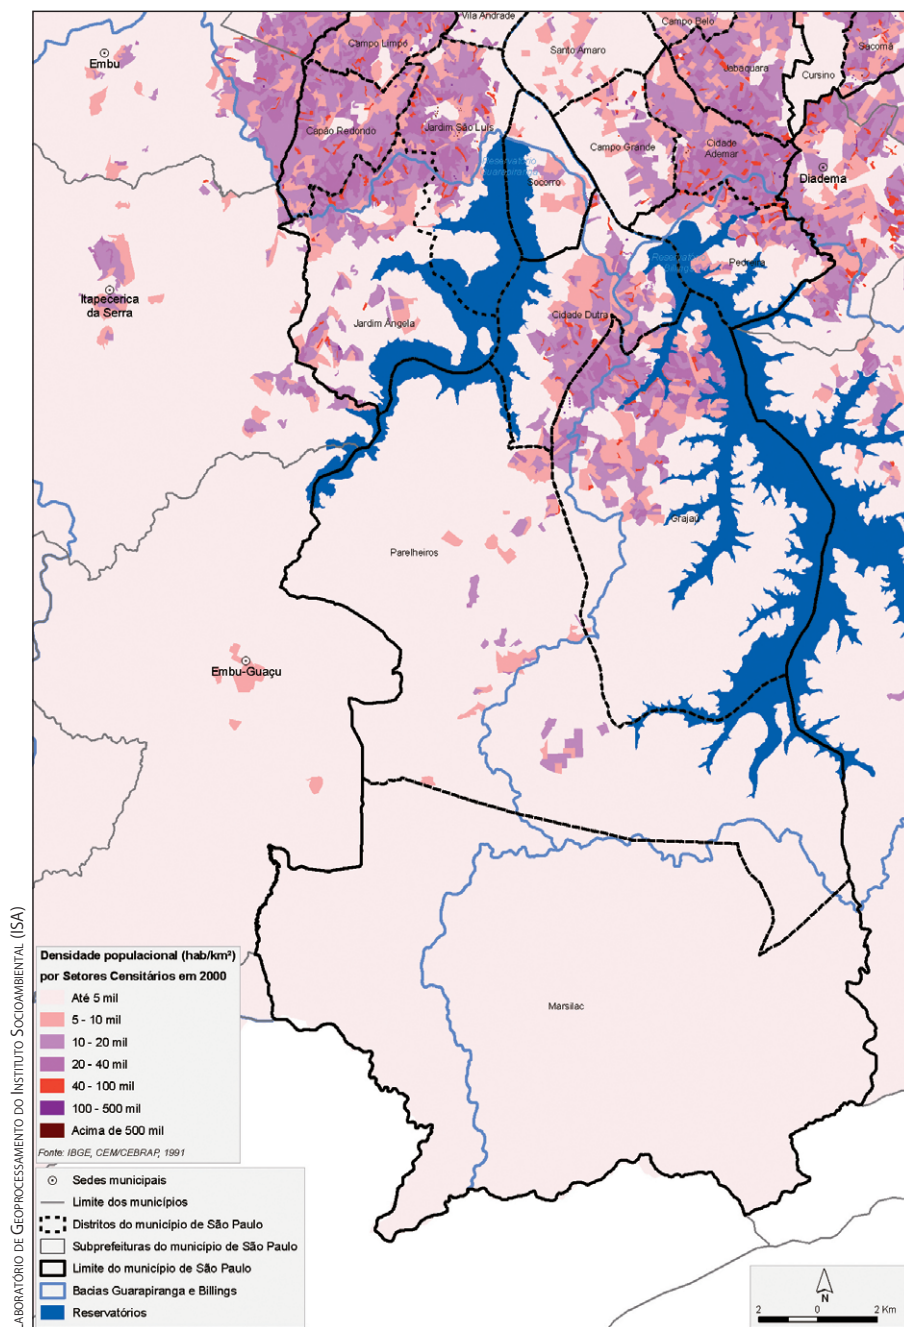 Vila Andrade
Campo Belo
Campo Limpo
Santo Amaro
Sacomã
Embu
Jabaquara
Cursino
Capão Redondo
Jardim São Luís
Campo Grande
Cidade
Ademar
Reservatório
Guarapiranga
Diadema
Socorro
Pedreira
Reservatório
Itapecerica
da Serra
Jardim Ângela
Cidade Dutra
Grajaú
Parelheiros
Embu-Guaçu
Marsilac
LABORATÓRIO DE GEOPROCESSAMENTO DO INSTITUTO SOCIOAMBIENTAL (ISA)
Densidade populacional (hab/km²)
por Setores Censitários em 2000
Até 5 mil
5 - 10 mil
10 - 20 mil
20 - 40 mil
40 - 100 mil
100 - 500 mil
Acima de 500 mil
Fonte: IBGE, CEM/CEBRAP, 1991
Sedes municipais
Limite dos municípios
Distritos do município de São Paulo
Subprefeituras do município de São Paulo
Limite do município de São Paulo
Bacias Guarapiranga e Billings
Reservatórios
N
2 0 2 Km